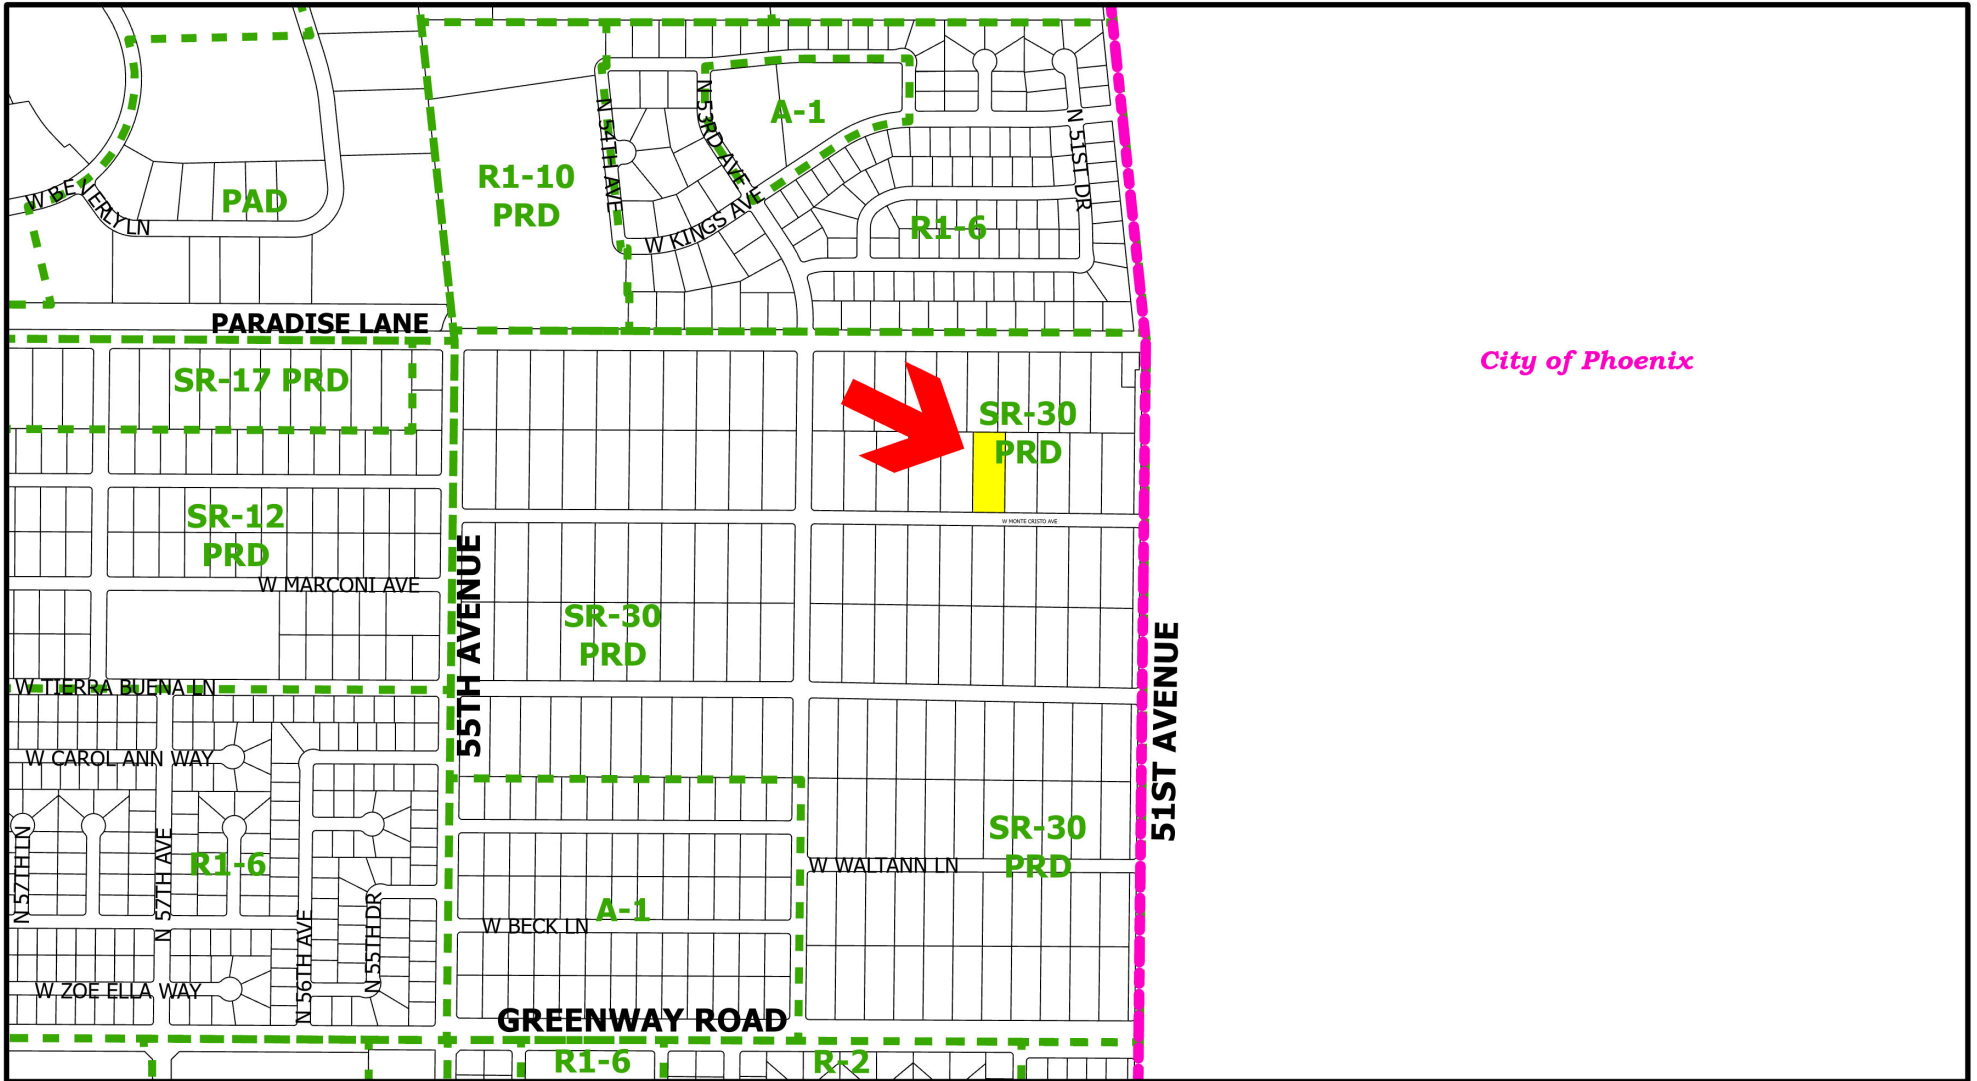 A-1
N 53RD AVE
N 54TH AVE
N 51ST DR
R1-10
PRD
PAD
W BEVERLY LN
W KINGS AVE
R1-6
PARADISE LANE
City of Phoenix
SR-17 PRD
SR-30
PRD
SR-12
PRD
W MONTE CRISTO AVE
W MARCONI AVE
55TH AVENUE
SR-30
PRD
51ST AVENUE
W TIERRA BUENA LN
W CAROL ANN WAY
N 57TH LN
N 57TH AVE
R1-6
SR-30
PRD
W WALTANN LN
A-1
W BECK LN
N 56TH AVE
N 55TH DR
W ZOE ELLA WAY
GREENWAY ROAD
R1-6
R-2